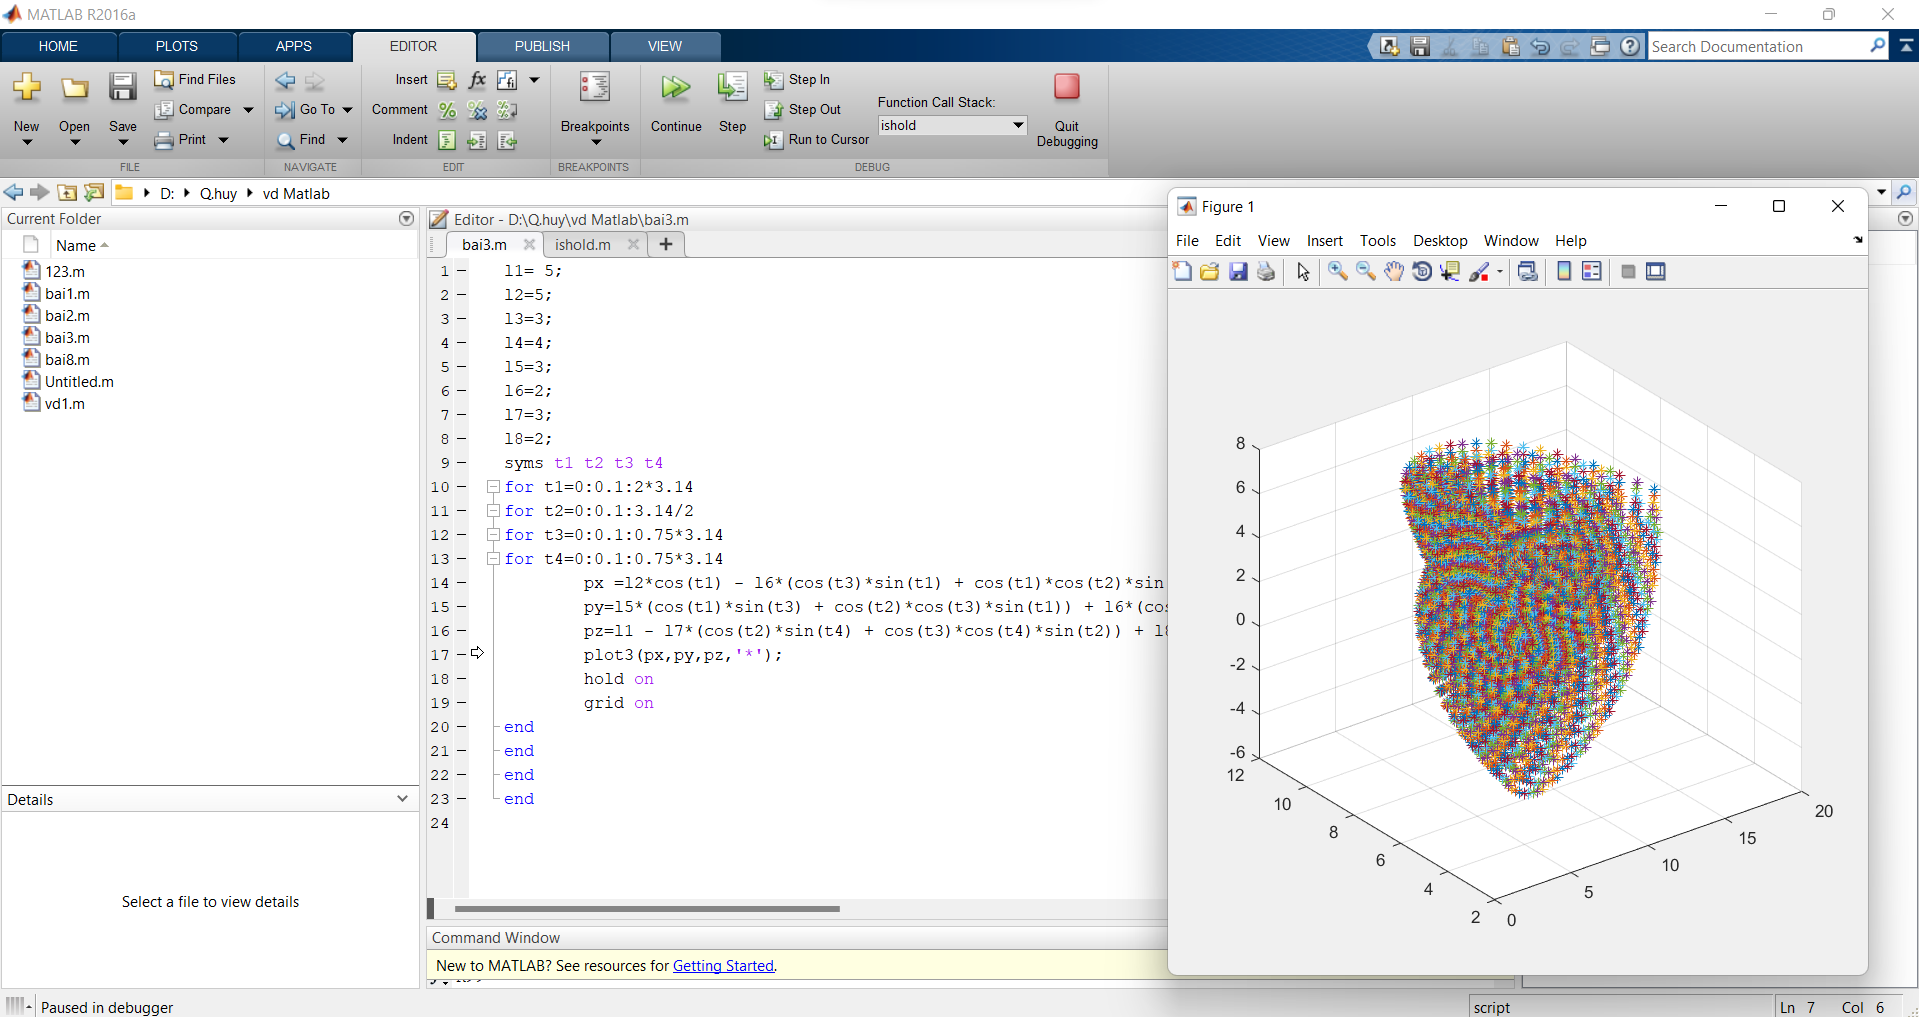 MATLAB R2016a
HOME PLOTS APPS EDITOR PUBLISH VIEW
Search Documentation
New
Open
Save
Find Files
Compare
Print
FILE
Go To
Find
NAVIGATE
Insert
Comment
Indent
EDIT
Breakpoints
BREAKPOINTS
Continue
Step
Step In
Step Out
Run to Cursor
Function Call Stack:
ishold
Quit Debugging
DEBUG
D: Q.huy vd Matlab
Current Folder
Name
123.m
bai1.m
bai2.m
bai3.m
bai8.m
Untitled.m
vd1.m
Details
Select a file to view details
Editor - D:\Q.huy\vd Matlab\bai3.m
bai3.m ishold.m +
1 l1= 5;
2 l2=5;
3 l3=3;
4 l4=4;
5 l5=3;
6 l6=2;
7 l7=3;
8 l8=2;
9 syms t1 t2 t3 t4
10 for t1=0:0.1:2*3.14
11 for t2=0:0.1:3.14/2
12 for t3=0:0.1:0.75*3.14
13 for t4=0:0.1:0.75*3.14
14 px =l2*cos(t1) - l6*(cos(t3)*sin(t1) + cos(t1)*cos(t2)*sin
15 py=l5*(cos(t1)*sin(t3) + cos(t2)*cos(t3)*sin(t1)) + l6*(cos
16 pz=l1 - l7*(cos(t2)*sin(t4) + cos(t3)*cos(t4)*sin(t2)) + l8
17 plot3(px,py,pz,'*');
18 hold on
19 grid on
20 end
21 end
22 end
23 end
24
Command Window
New to MATLAB? See resources for Getting Started.
Figure 1
File Edit View Insert Tools Desktop Window Help
8
6
4
2
0
-2
-4
-6
12
10
8
6
4
2
0
5
10
15
20
Paused in debugger
script
Ln 7 Col 6